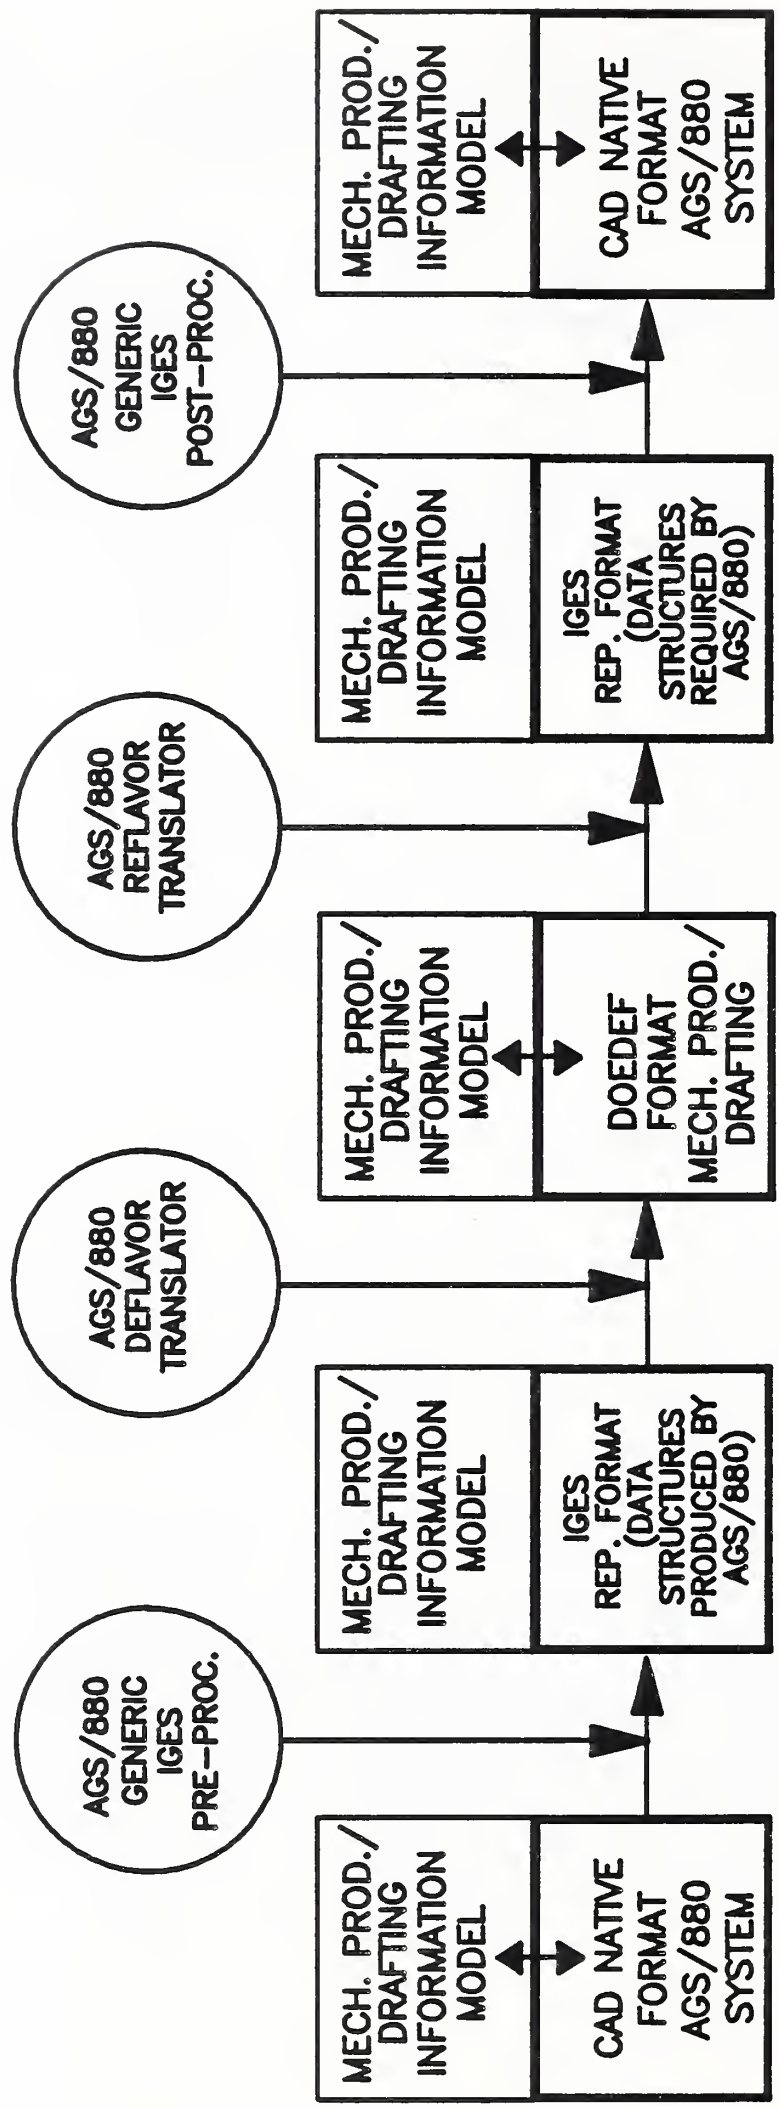 AGS/880
GENERIC
IGES
PRE-PROC.
AGS/880
DEFLAVOR
TRANSLATOR
AGS/880
REFLAVOR
TRANSLATOR
AGS/880
GENERIC
IGES
POST-PROC.
MECH. PROD./
DRAFTING
INFORMATION
MODEL
MECH. PROD./
DRAFTING
INFORMATION
MODEL
MECH. PROD./
DRAFTING
INFORMATION
MODEL
MECH. PROD./
DRAFTING
INFORMATION
MODEL
MECH. PROD./
DRAFTING
INFORMATION
MODEL
CAD NATIVE
FORMAT
AGS/880
SYSTEM
IGES
REP. FORMAT
(DATA
STRUCTURES
PRODUCED BY
AGS/880)
DOEDEF
FORMAT
MECH. PROD./
DRAFTING
IGES
REP. FORMAT
(DATA
STRUCTURES
REQUIRED BY
AGS/880)
CAD NATIVE
FORMAT
AGS/880
SYSTEM